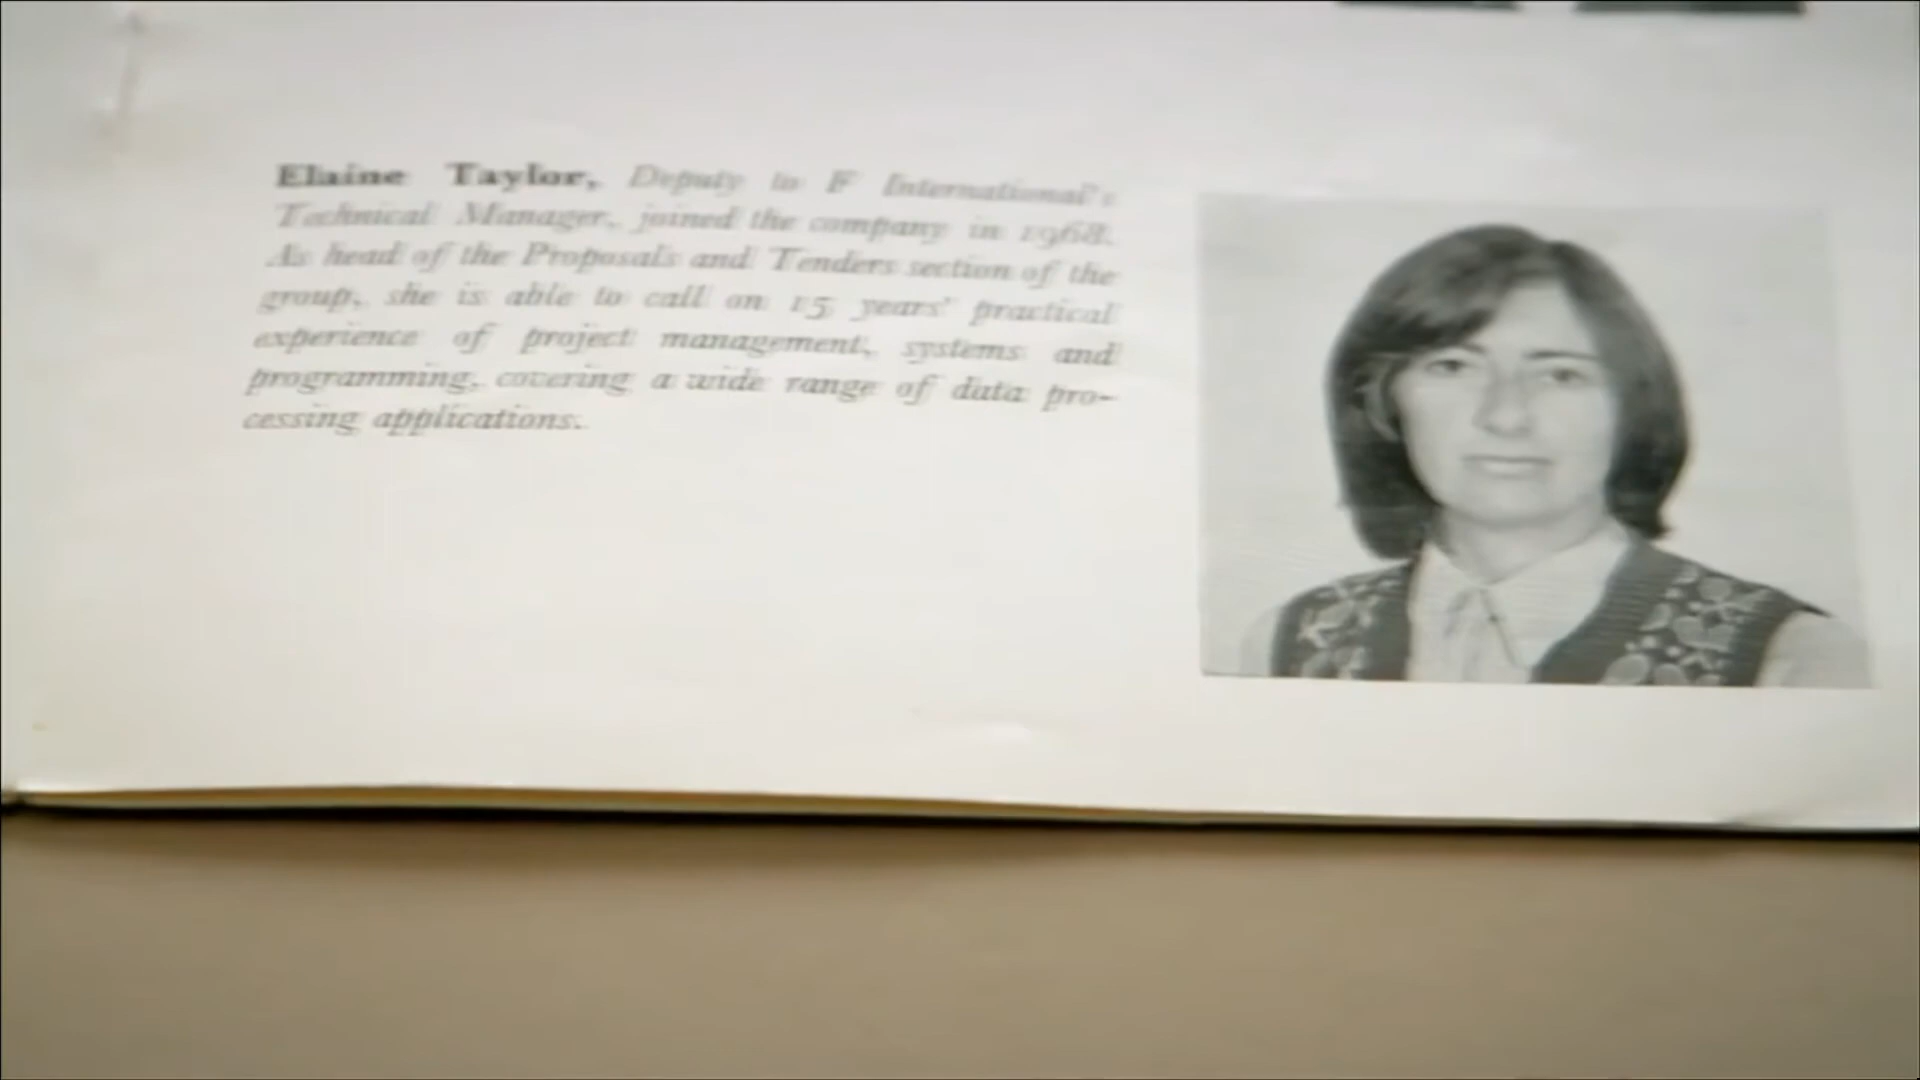 Elaine Taylor, Deputy to F International's
Technical Manager, joined the company in 1968.
As head of the Proposals and Tenders section of the
group, she is able to call on 15 years' practical
experience of project management, systems and
programming, covering a wide range of data pro-
cessing applications.